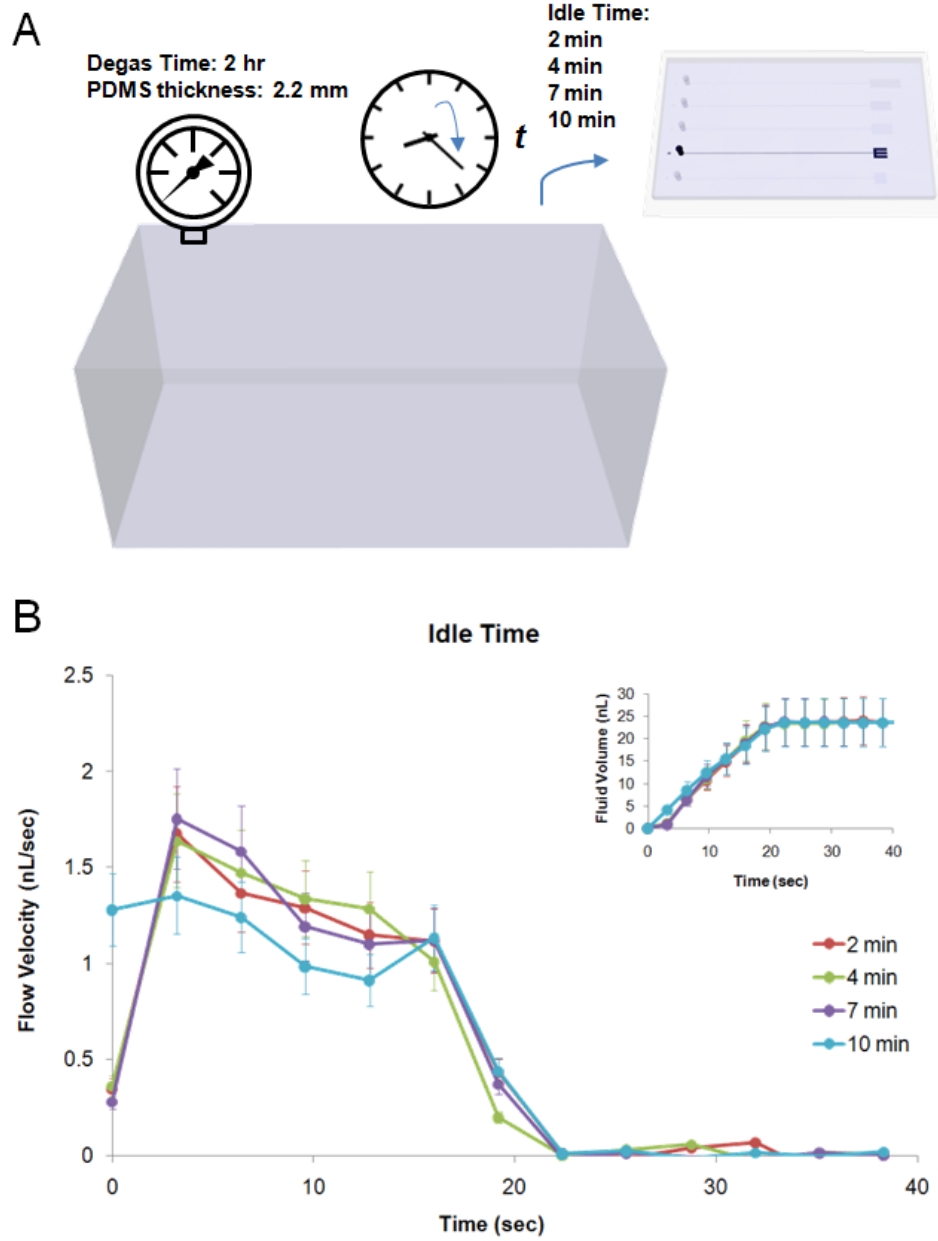 A
Degas Time: 2 hr
PDMS thickness: 2.2 mm
t
Idle Time:
2 min
4 min
7 min
10 min
B
Idle Time
Flow Velocity (nL/sec)
2.5
2
1.5
1
0.5
0
0
10
20
30
40
Time (sec)
Fluid Volume (nL)
30
25
20
15
10
5
0
0
10
20
30
40
Time (sec)
2 min
4 min
7 min
10 min